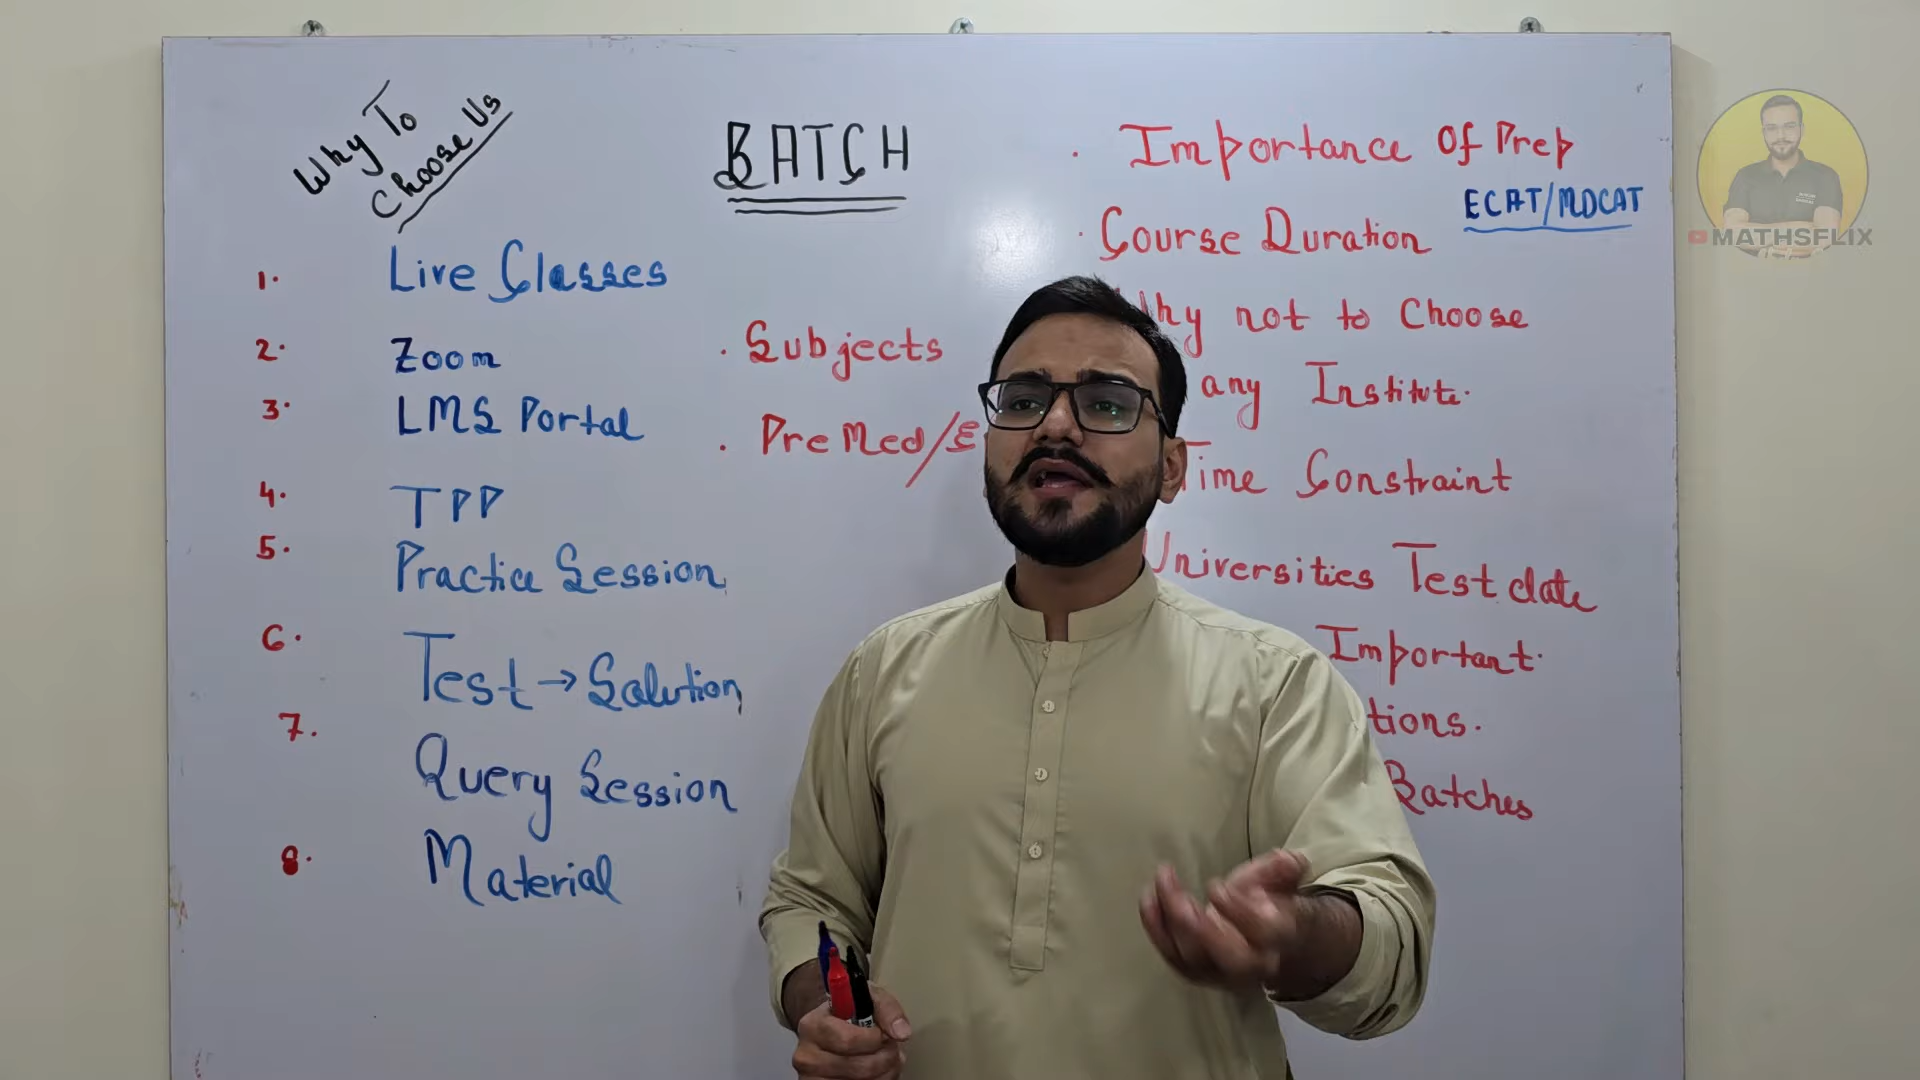 Why To
Choose Us
1. Live Classes
2. Zoom
3. LMS Portal
4. TPP
5. Practice Session
6. Test → Solution
7. Query Session
8. Material
BATCH
· Subjects
· Pre Med/E
· Importance Of Prep
ECAT/MDCAT
· Course Duration
Why not to Choose
any Institute.
Time Constraint
Universities Test date
Important
tions.
Batches
MATHSFLIX